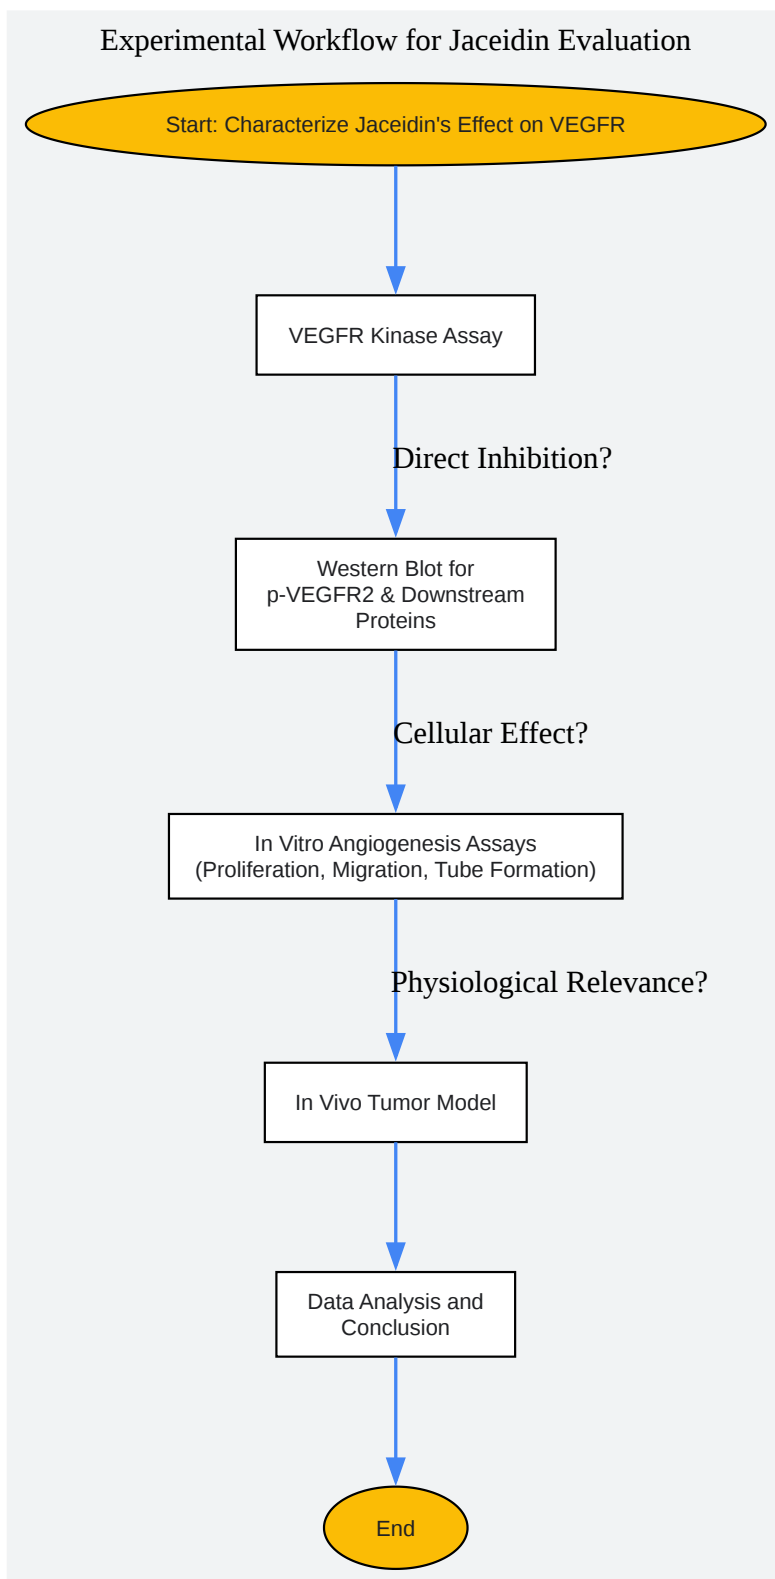 Experimental Workflow for Jaceidin Evaluation
Start: Characterize Jaceidin's Effect on VEGFR
VEGFR Kinase Assay
Direct Inhibition?
Western Blot for
p-VEGFR2 & Downstream
Proteins
Cellular Effect?
In Vitro Angiogenesis Assays
(Proliferation, Migration, Tube Formation)
Physiological Relevance?
In Vivo Tumor Model
Data Analysis and
Conclusion
End